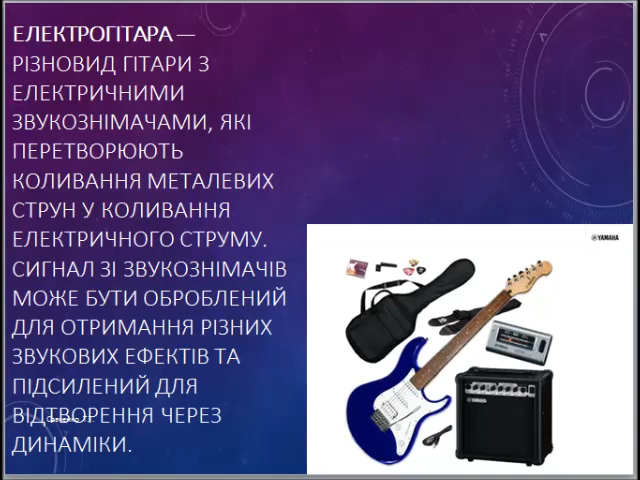 ЕЛЕКТРОГІТАРА —
РІЗНОВИД ГІТАРИ З
ЕЛЕКТРИЧНИМИ
ЗВУКОЗНІМАЧАМИ, ЯКІ
ПЕРЕТВОРЮЮТЬ
КОЛИВАННЯ МЕТАЛЕВИХ
СТРУН У КОЛИВАННЯ
ЕЛЕКТРИЧНОГО СТРУМУ.
СИГНАЛ ЗІ ЗВУКОЗНІМАЧІВ
МОЖЕ БУТИ ОБРОБЛЕНИЙ
ДЛЯ ОТРИМАННЯ РІЗНИХ
ЗВУКОВИХ ЕФЕКТІВ ТА
ПІДСИЛЕНИЙ ДЛЯ
ВІДТВОРЕННЯ ЧЕРЕЗ
ДИНАМІКИ.
YAMAHA
YAMAHA